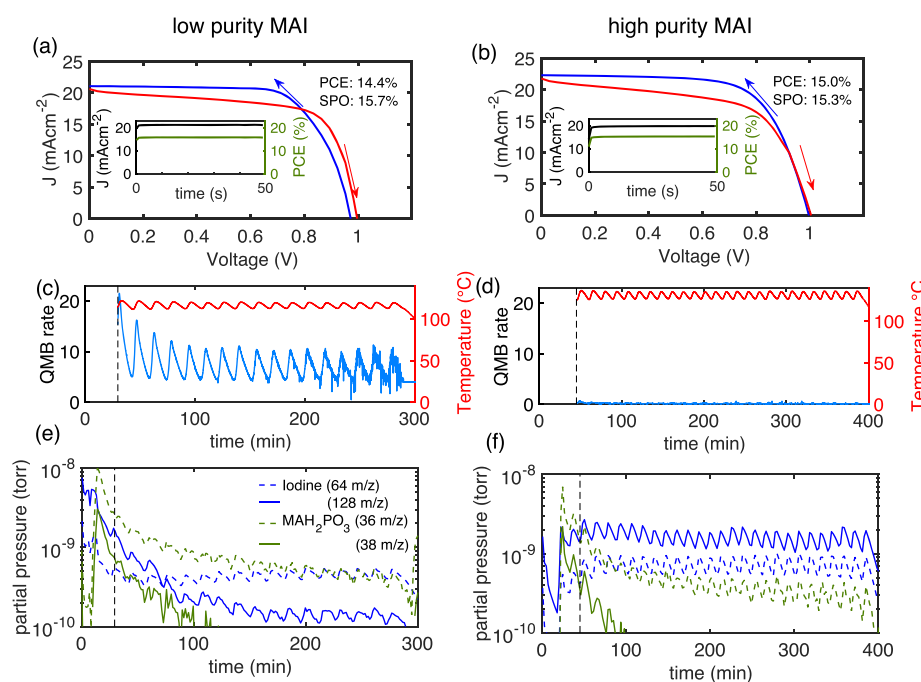 low purity MAI
high purity MAI
(a)
25
20
15
10
5
0
J (mAcm⁻²)
PCE: 14.4%
SPO: 15.7%
20
10
0
J (mAcm⁻²)
20
10
0
PCE (%)
0
50
time (s)
0 0.2 0.4 0.6 0.8 1
Voltage (V)
(b)
25
20
15
10
5
0
J (mAcm⁻²)
PCE: 15.0%
SPO: 15.3%
20
10
0
J (mAcm⁻²)
20
10
0
PCE (%)
0
50
time (s)
0 0.2 0.4 0.6 0.8 1
Voltage (V)
(c)
20
10
0
QMB rate
100
50
0
Temperature (°C)
0 100 200 300
time (min)
(d)
20
10
0
QMB rate
100
50
0
Temperature °C)
0 100 200 300 400
time (min)
(e)
10⁻⁸
10⁻⁹
10⁻¹⁰
partial pressure (torr)
Iodine (64 m/z)
(128 m/z)
MAH₂PO₃ (36 m/z)
(38 m/z)
0 100 200 300
time (min)
(f)
10⁻⁸
10⁻⁹
10⁻¹⁰
partial pressure (torr)
0 100 200 300 400
time (min)